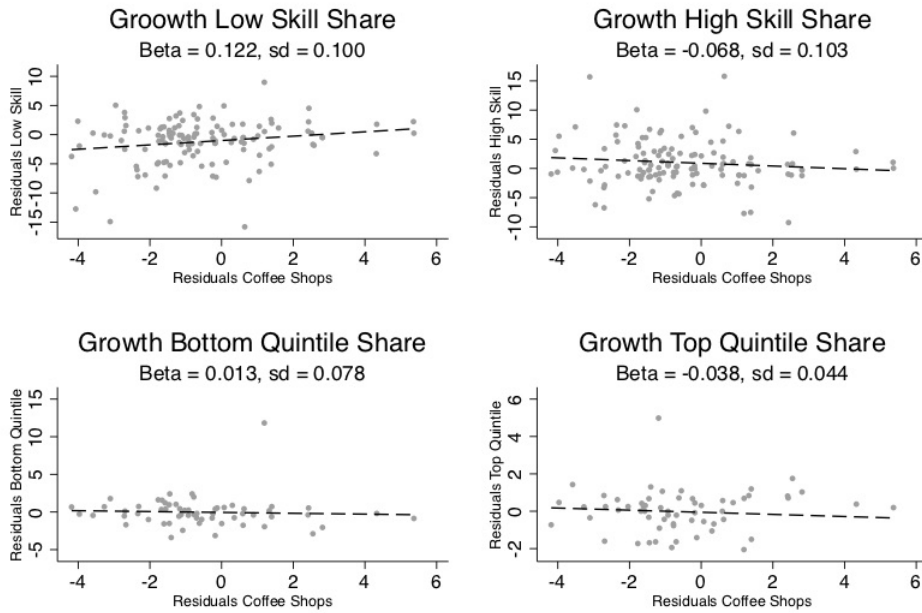 Groowth Low Skill Share
Beta = 0.122, sd = 0.100
Residuals Low Skill
10
5
0
-5
-10
-15
-4 -2 0 2 4 6
Residuals Coffee Shops
Growth High Skill Share
Beta = -0.068, sd = 0.103
Residuals High Skill
15
10
5
0
-5
-10
-4 -2 0 2 4 6
Residuals Coffee Shops
Growth Bottom Quintile Share
Beta = 0.013, sd = 0.078
Residuals Bottom Quintile
15
10
5
0
-5
-4 -2 0 2 4 6
Residuals Coffee Shops
Growth Top Quintile Share
Beta = -0.038, sd = 0.044
Residuals Top Quintile
6
4
2
0
-2
-4 -2 0 2 4 6
Residuals Coffee Shops